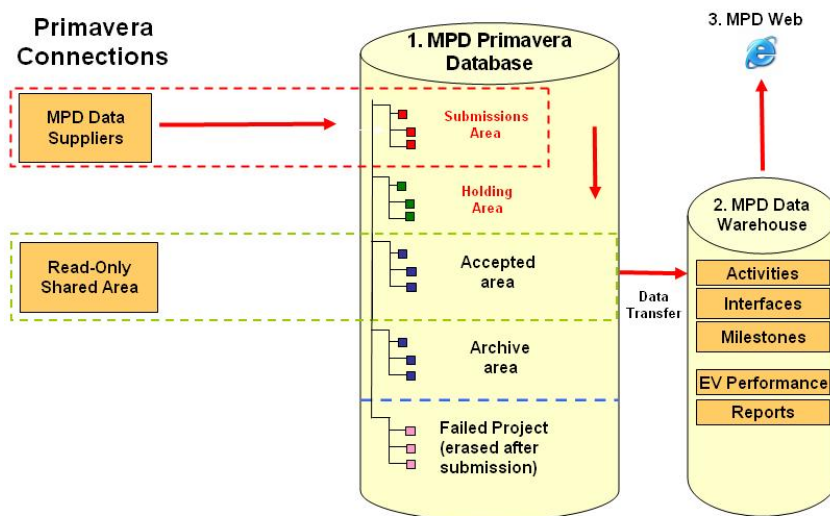 Primavera
Connections
MPD Data
Suppliers
Read-Only
Shared Area
1. MPD Primavera
Database
Submissions
Area
Holding
Area
Accepted
area
Archive
area
Failed Project
(erased after
submission)
Data
Transfer
3. MPD Web
2. MPD Data
Warehouse
Activities
Interfaces
Milestones
EV Performance
Reports